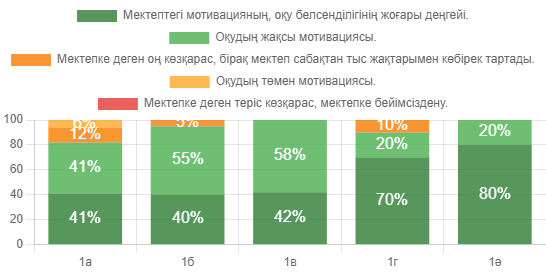 Мектептегі мотивацияның, оқу белсенділігінің жоғары деңгейі.
Оқудың жақсы мотивациясы.
Мектепке деген оң көзқарас, бірақ мектеп сабақтан тыс жақтарымен көбірек тартады.
Оқудың төмен мотивациясы.
Мектепке деген теріс көзқарас, мектепке бейімсіздену.
100
80
60
40
20
0
6%
12%
41%
41%
5%
55%
40%
58%
42%
10%
20%
70%
20%
80%
1а
1б
1в
1г
1ә